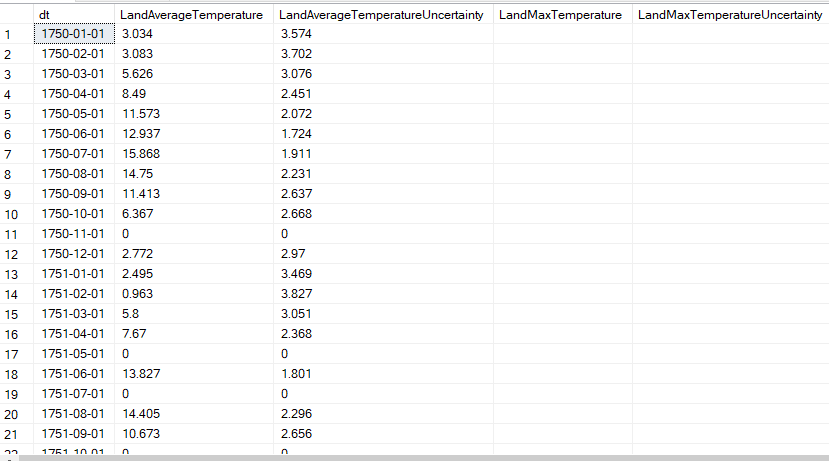 dt LandAverageTemperature LandAverageTemperatureUncertainty LandMaxTemperature LandMaxTemperatureUncertainty
1 1750-01-01 3.034 3.574
2 1750-02-01 3.083 3.702
3 1750-03-01 5.626 3.076
4 1750-04-01 8.49 2.451
5 1750-05-01 11.573 2.072
6 1750-06-01 12.937 1.724
7 1750-07-01 15.868 1.911
8 1750-08-01 14.75 2.231
9 1750-09-01 11.413 2.637
10 1750-10-01 6.367 2.668
11 1750-11-01 0 0
12 1750-12-01 2.772 2.97
13 1751-01-01 2.495 3.469
14 1751-02-01 0.963 3.827
15 1751-03-01 5.8 3.051
16 1751-04-01 7.67 2.368
17 1751-05-01 0 0
18 1751-06-01 13.827 1.801
19 1751-07-01 0 0
20 1751-08-01 14.405 2.296
21 1751-09-01 10.673 2.656
22 1751-10-01 0 0